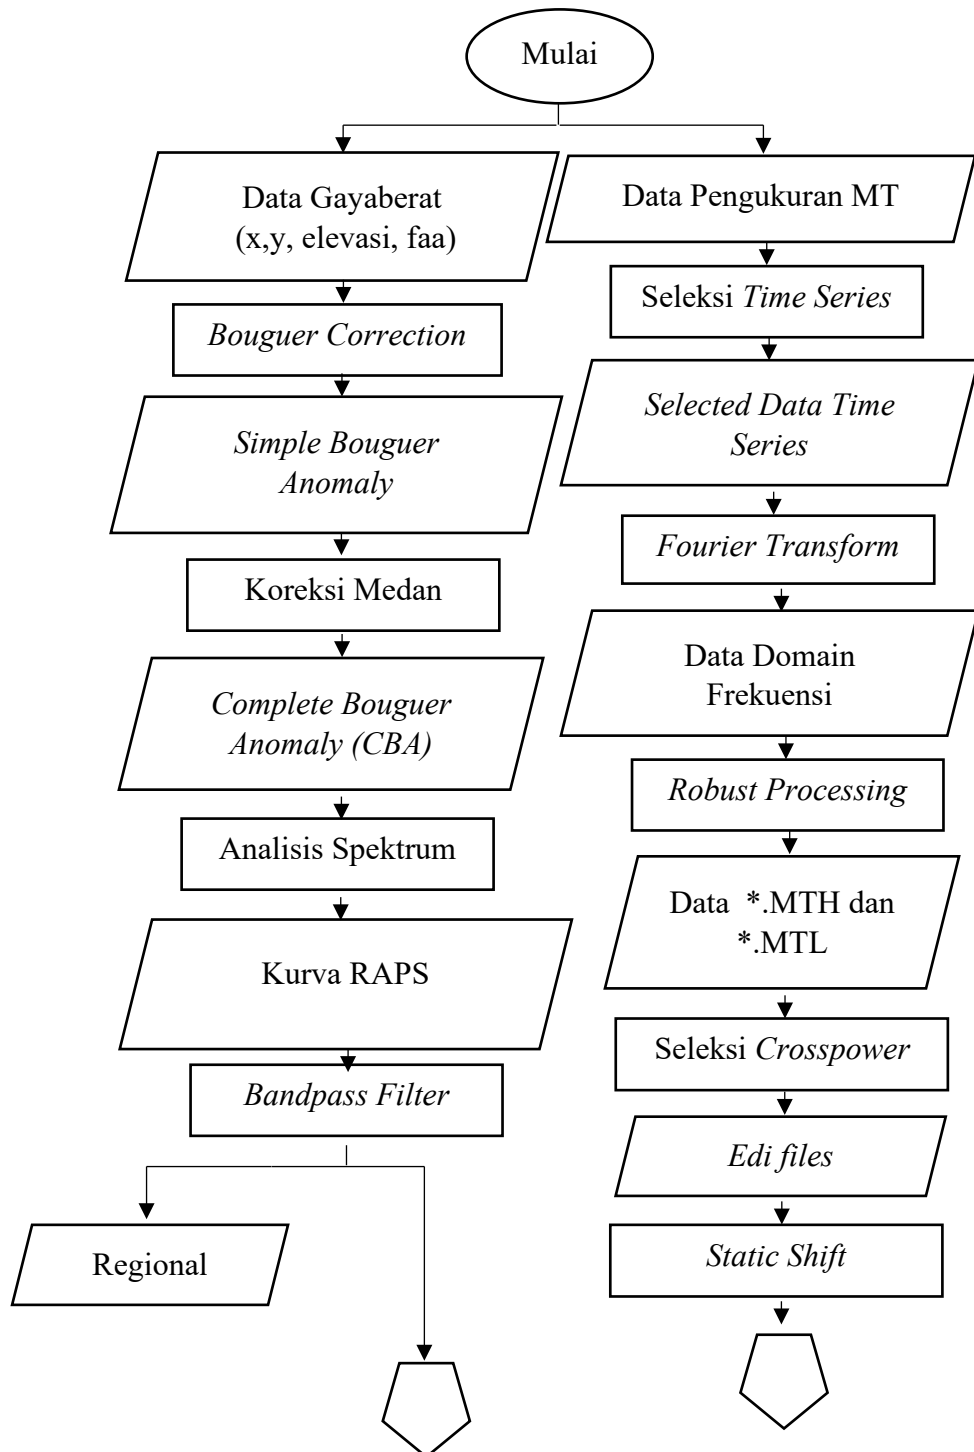 Mulai
Data Gayaberat
(x,y, elevasi, faa)
Bouguer Correction
Simple Bouguer
Anomaly
Koreksi Medan
Complete Bouguer
Anomaly (CBA)
Analisis Spektrum
Kurva RAPS
Bandpass Filter
Regional
Data Pengukuran MT
Seleksi Time Series
Selected Data Time
Series
Fourier Transform
Data Domain
Frekuensi
Robust Processing
Data *.MTH dan
*.MTL
Seleksi Crosspower
Edi files
Static Shift